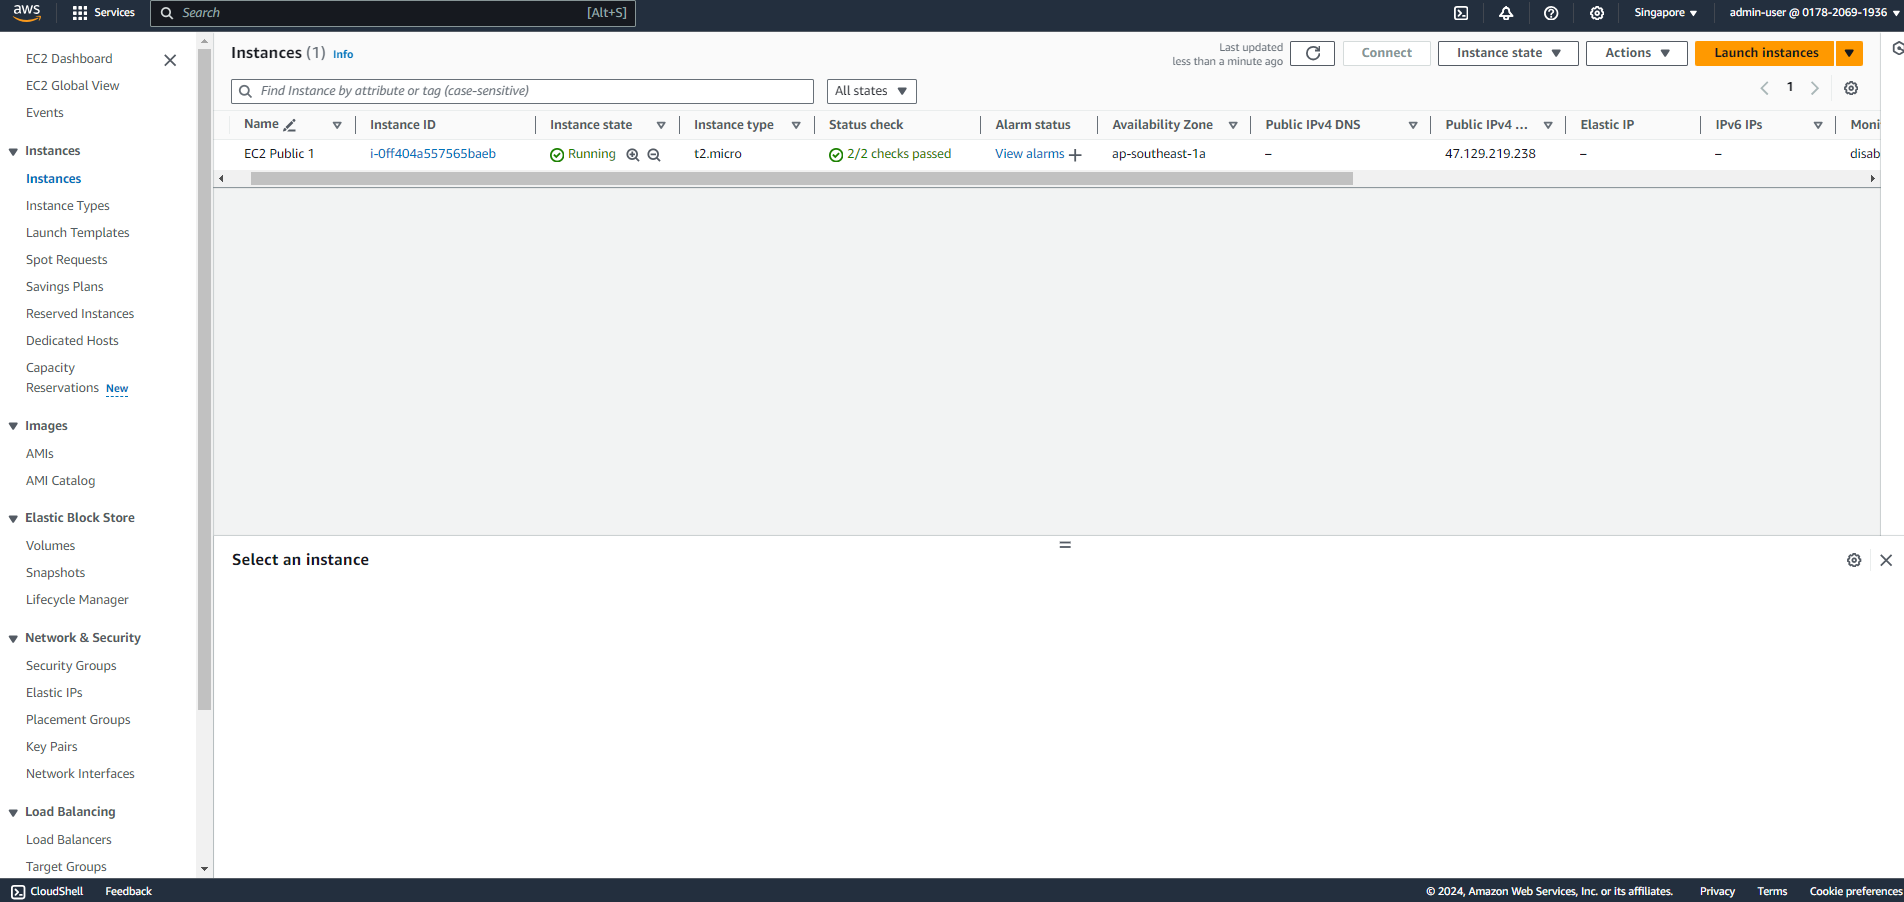 aws
Services
Search
[Alt+S]
Singapore
admin-user @ 0178-2069-1936
EC2 Dashboard
EC2 Global View
Events
Instances
Instances
Instance Types
Launch Templates
Spot Requests
Savings Plans
Reserved Instances
Dedicated Hosts
Capacity
Reservations New
Images
AMIs
AMI Catalog
Elastic Block Store
Volumes
Snapshots
Lifecycle Manager
Network & Security
Security Groups
Elastic IPs
Placement Groups
Key Pairs
Network Interfaces
Load Balancing
Load Balancers
Target Groups
Instances (1) Info
Last updated
less than a minute ago
Connect
Instance state
Actions
Launch instances
Find Instance by attribute or tag (case-sensitive)
All states
1
Name Instance ID Instance state Instance type Status check Alarm status Availability Zone Public IPv4 DNS Public IPv4 ... Elastic IP IPv6 IPs Moni
EC2 Public 1 i-0ff404a557565baeb Running t2.micro 2/2 checks passed View alarms + ap-southeast-1a – 47.129.219.238 – – disab
Select an instance
CloudShell
Feedback
© 2024, Amazon Web Services, Inc. or its affiliates.
Privacy
Terms
Cookie preferences